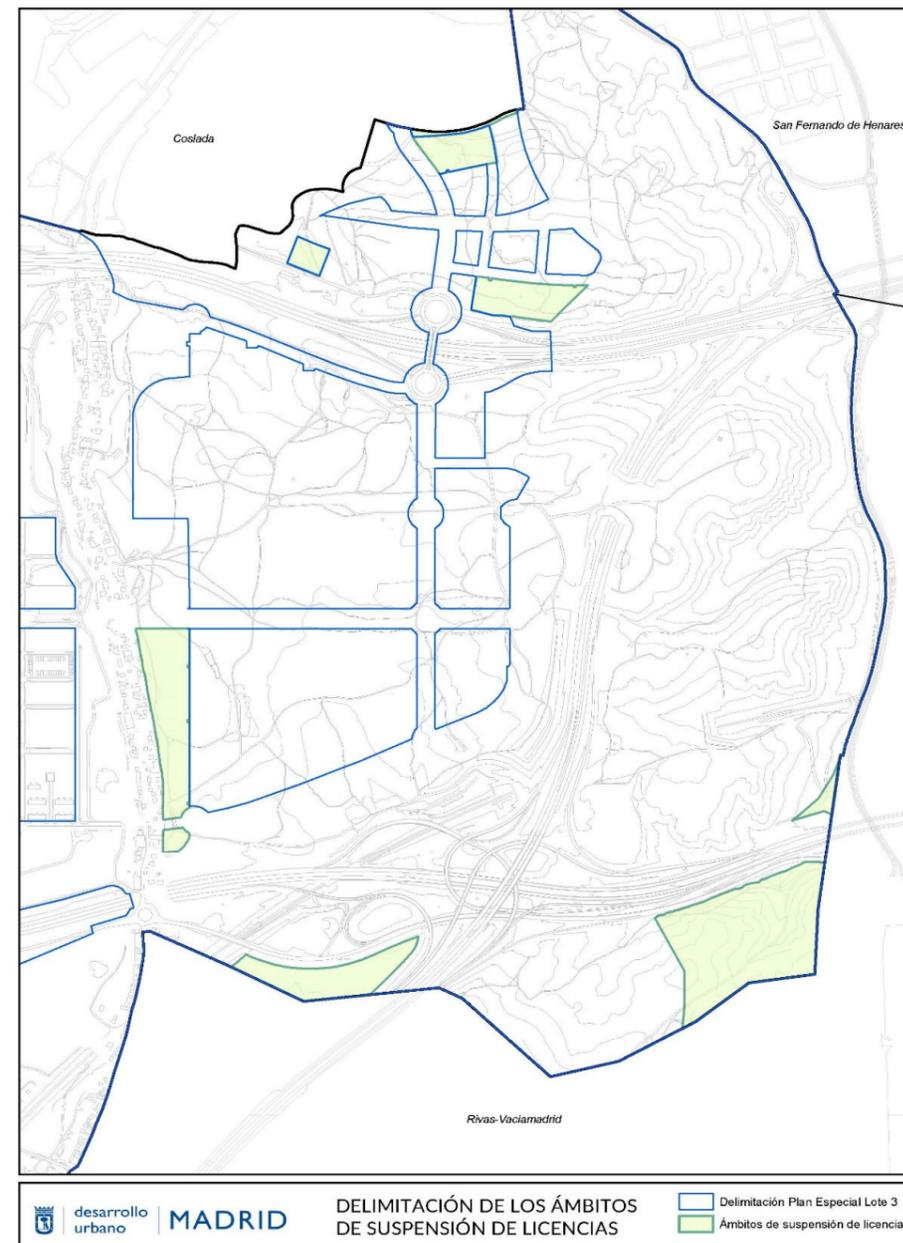 Coslada
San Fernando de Henares
Rivas-Vaciamadrid
desarrollo
urbano
MADRID
DELIMITACIÓN DE LOS ÁMBITOS
DE SUSPENSIÓN DE LICENCIAS
Delimitación Plan Especial Lote 3
Ámbitos de suspensión de licencia